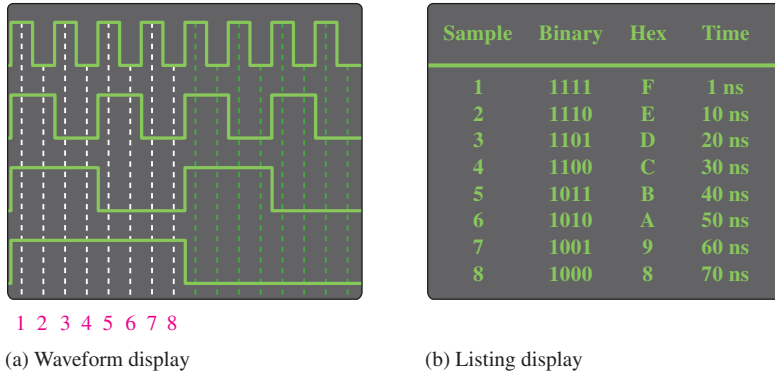 Sample Binary Hex Time
1 1111 F 1 ns
2 1110 E 10 ns
3 1101 D 20 ns
4 1100 C 30 ns
5 1011 B 40 ns
6 1010 A 50 ns
7 1001 9 60 ns
8 1000 8 70 ns
1 2 3 4 5 6 7 8
(a) Waveform display
(b) Listing display